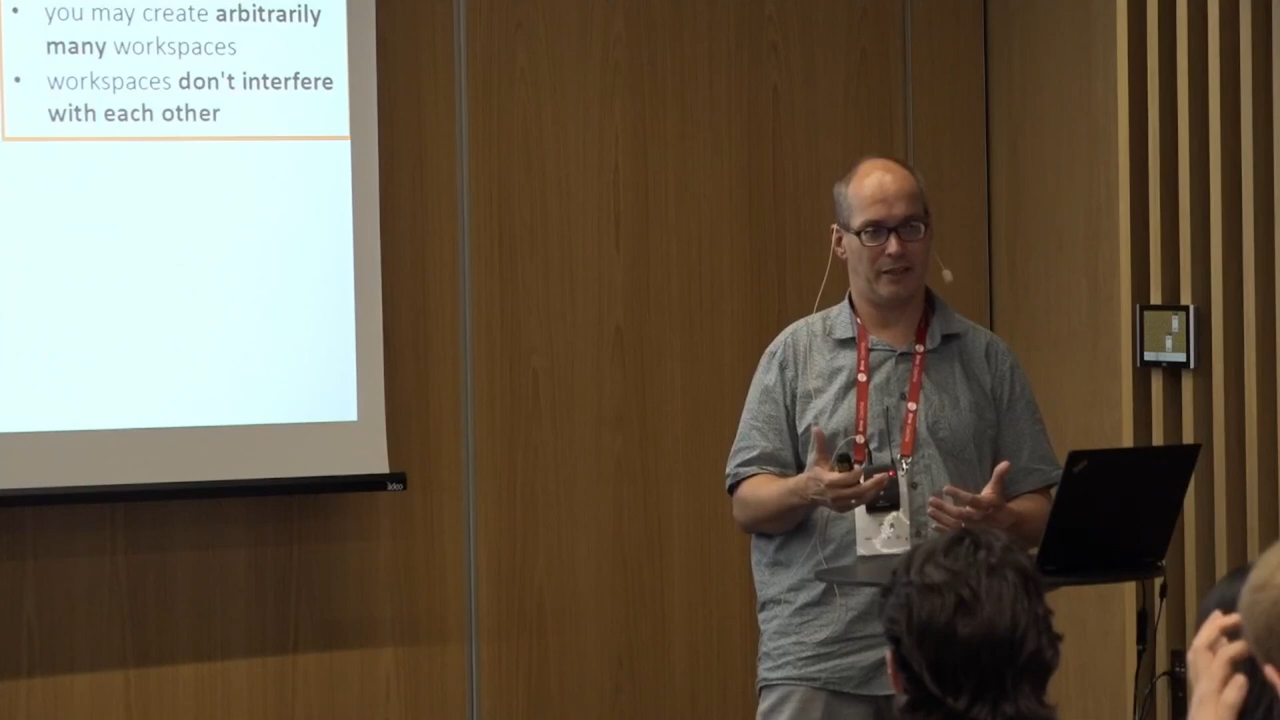 • you may create arbitrarily
many workspaces
• workspaces don't interfere
with each other